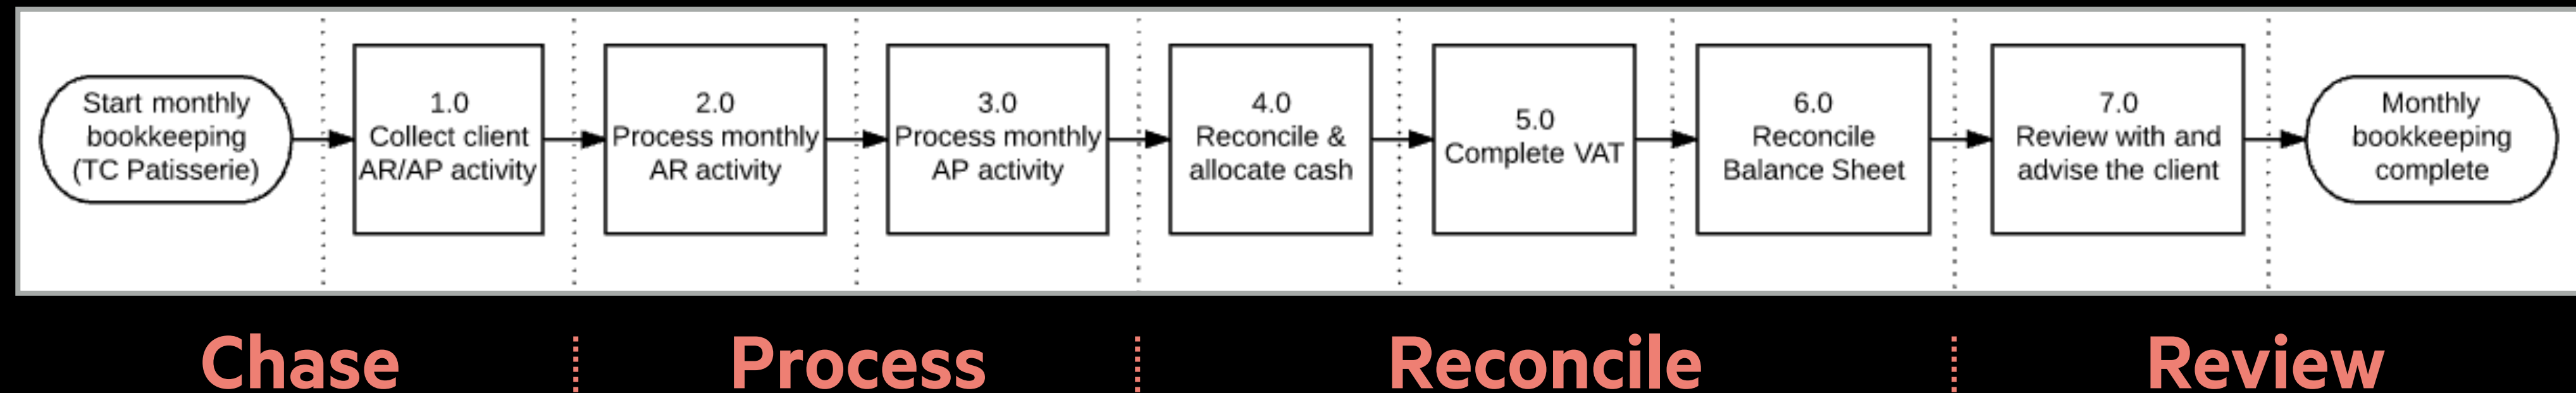 Start monthly
bookkeeping
(TC Patisserie)
1.0
Collect client
AR/AP activity
2.0
Process monthly
AR activity
3.0
Process monthly
AP activity
4.0
Reconcile &
allocate cash
5.0
Complete VAT
6.0
Reconcile
Balance Sheet
7.0
Review with and
advise the client
Monthly
bookkeeping
complete
Chase
Process
Reconcile
Review